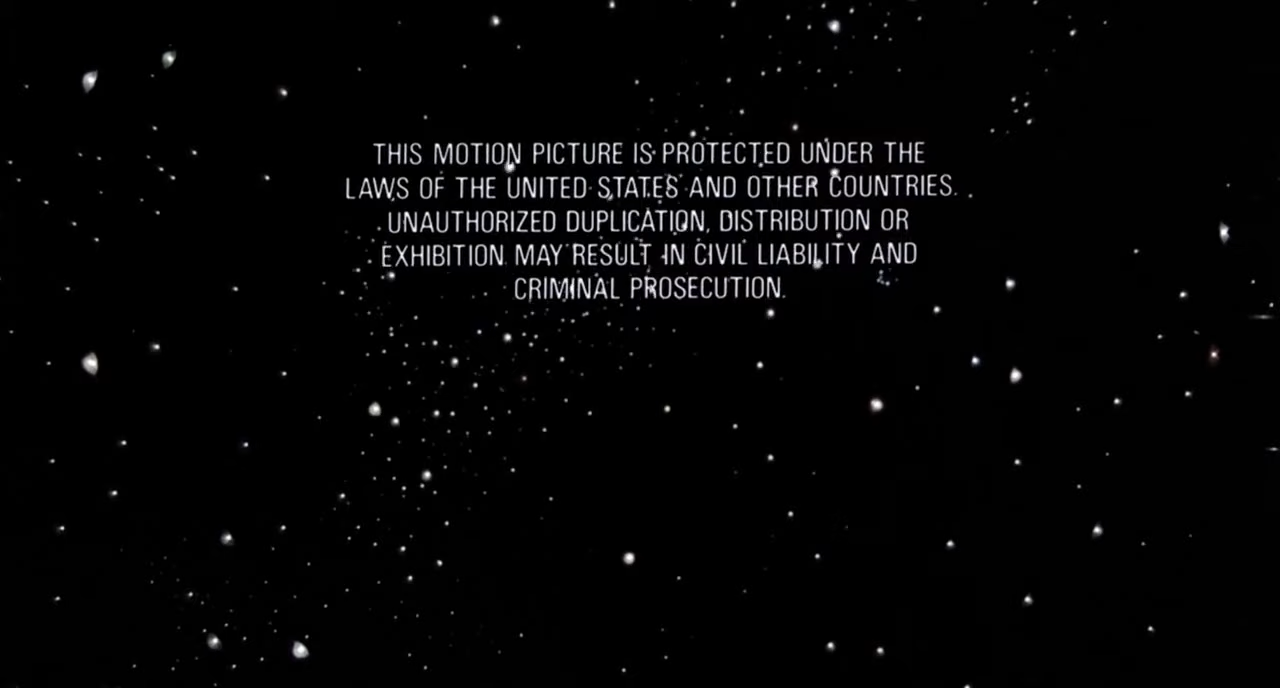 THIS MOTION PICTURE IS PROTECTED UNDER THE
LAWS OF THE UNITED STATES AND OTHER COUNTRIES.
UNAUTHORIZED DUPLICATION, DISTRIBUTION OR
EXHIBITION MAY RESULT IN CIVIL LIABILITY AND
CRIMINAL PROSECUTION.